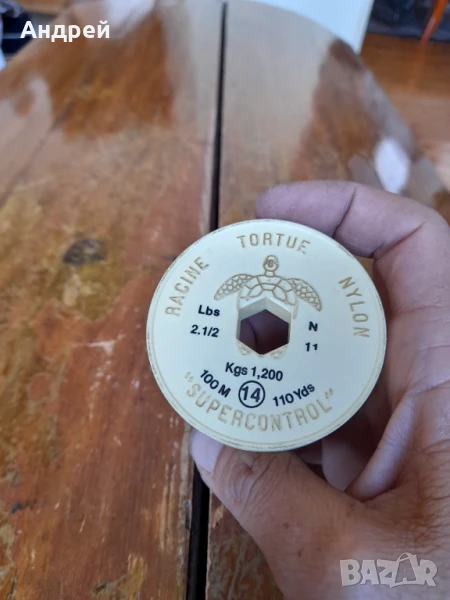 Андрей
RACINE TORTUE NYLON
Lbs
2.1/2
N
11
Kgs 1,200
100M 14 110Yds
"SUPERCONTROL"
BAZAR